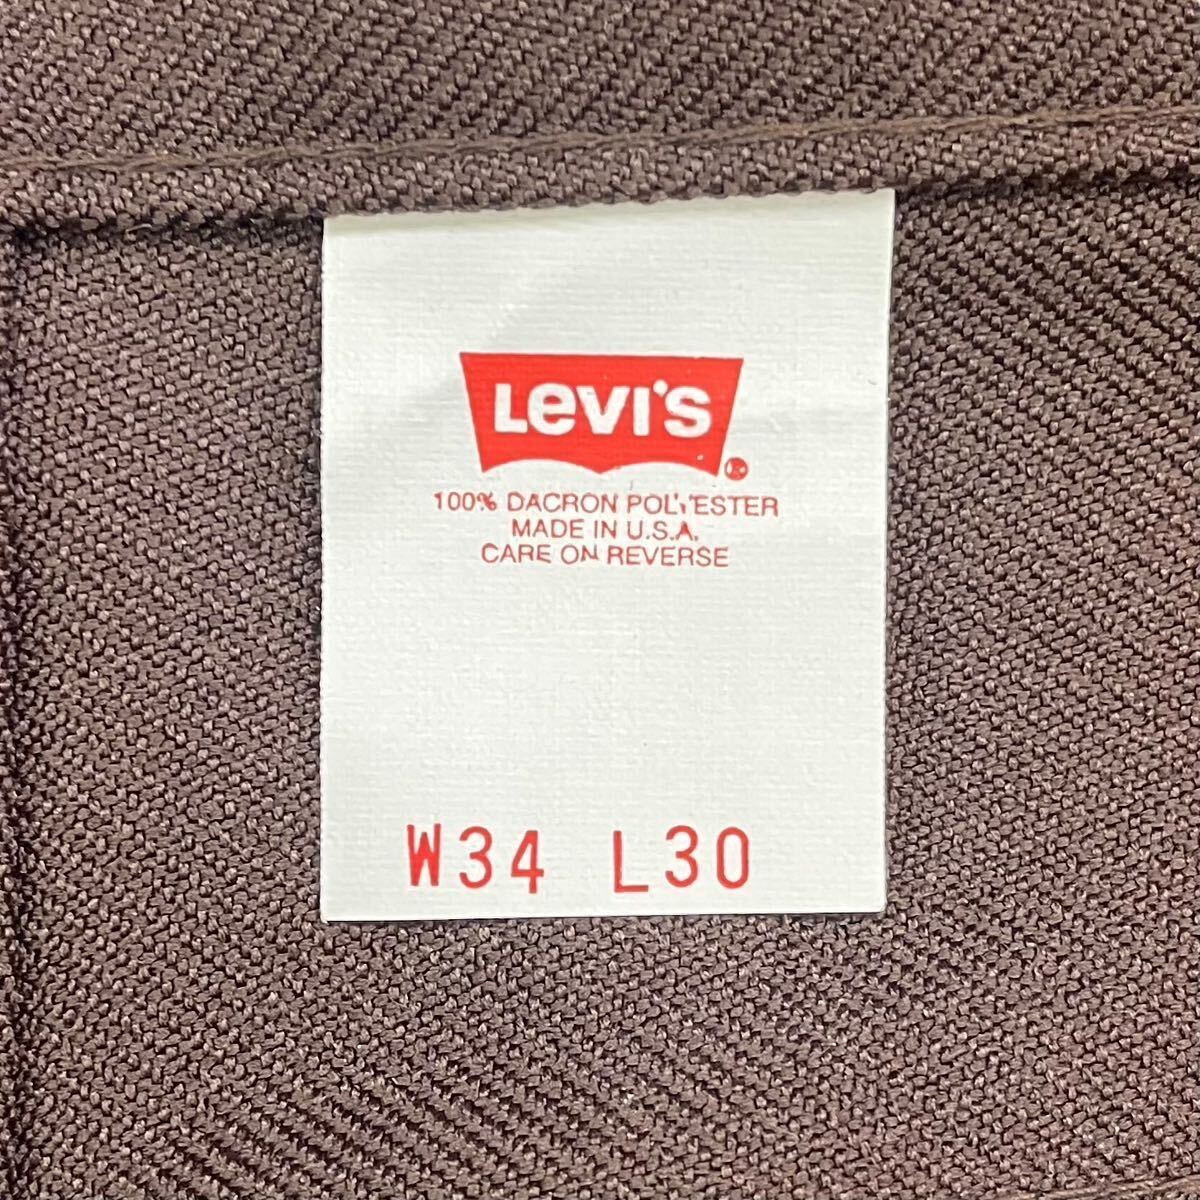 LEVI'S
100% DACRON POLYESTER
MADE IN U.S.A.
CARE ON REVERSE
W34 L30